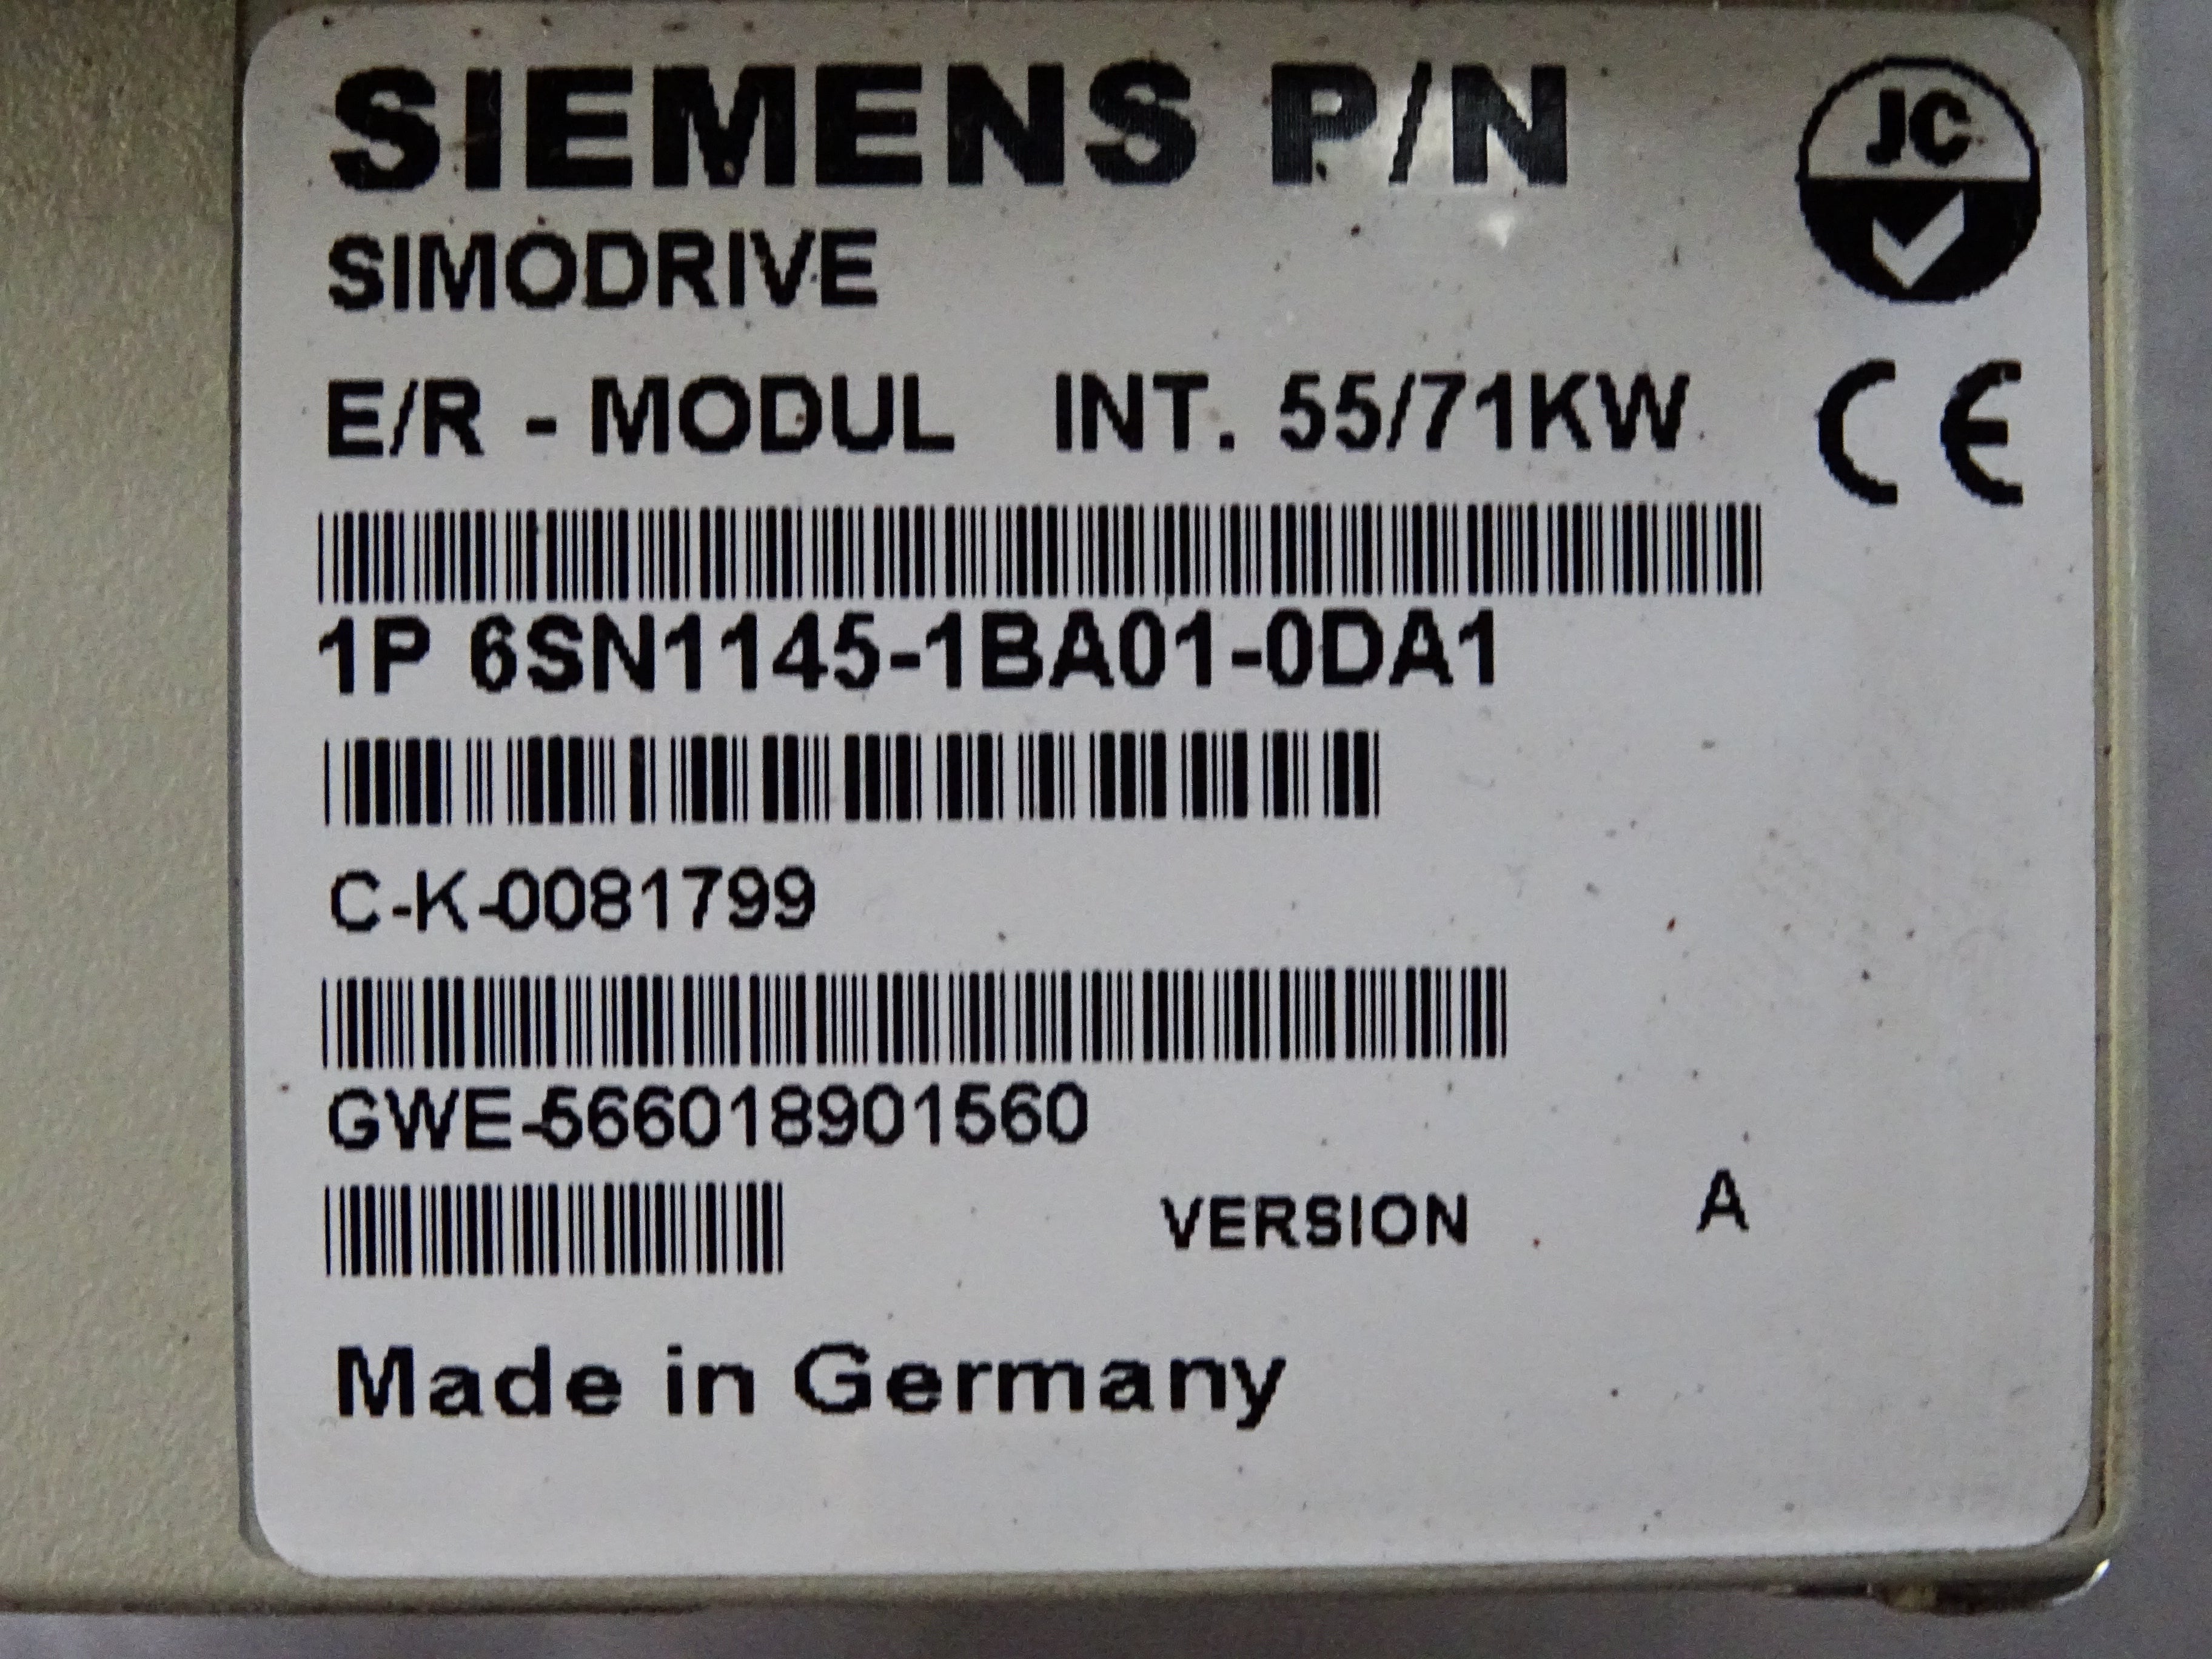 SIEMENS P/N
JC
SIMODRIVE
E/R - MODUL INT. 55/71KW
CE
1P 6SN1145-1BA01-0DA1
C-K-0081799
GWE-566018901560
VERSION A
Made in Germany